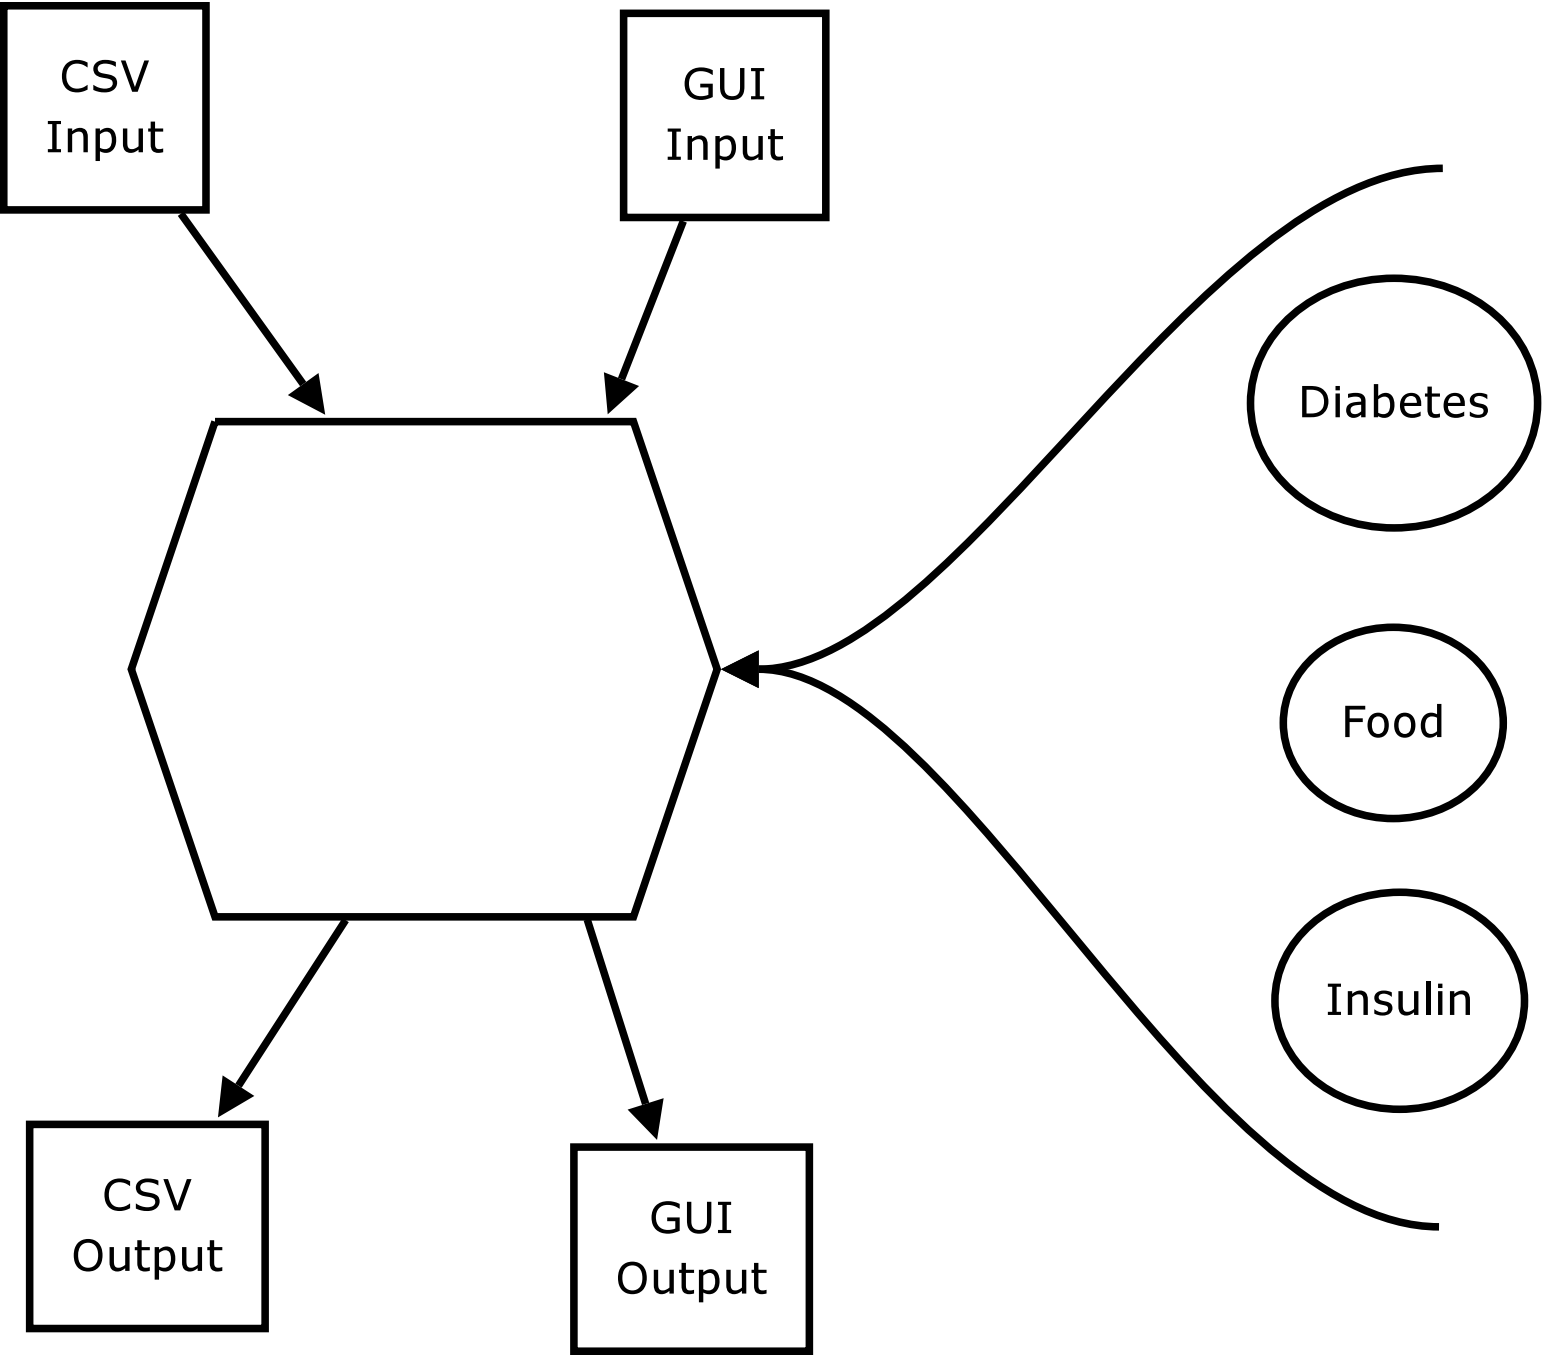 CSV
Input
GUI
Input
Diabetes
Food
Insulin
CSV
Output
GUI
Output